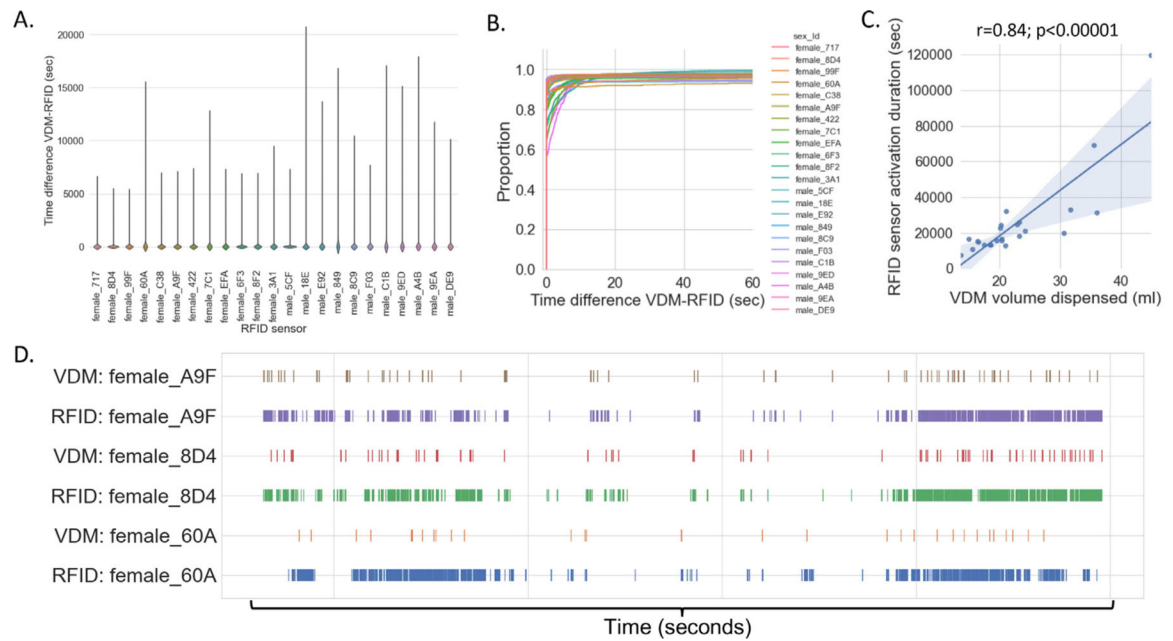 A.
Time difference VDM-RFID (sec)
20000
15000
10000
5000
0
female_717
female_8D4
female_99F
female_60A
female_C38
female_A9F
female_422
female_7C1
female_EFA
female_6F3
female_8F2
female_3A1
male_5CF
male_18E
male_E92
male_849
male_8C9
male_F03
male_C1B
male_9ED
male_A4B
male_9EA
male_DE9
RFID sensor
B.
Proportion
1.0
0.8
0.6
0.4
0.2
0.0
0 20 40 60
Time difference VDM-RFID (sec)
sex_Id
female_717
female_8D4
female_99F
female_60A
female_C38
female_A9F
female_422
female_7C1
female_EFA
female_6F3
female_8F2
female_3A1
male_5CF
male_18E
male_E92
male_849
male_8C9
male_F03
male_C1B
male_9ED
male_A4B
male_9EA
male_DE9
C.
r=0.84; p<0.00001
RFID sensor activation duration (sec)
120000
100000
80000
60000
40000
20000
0
20 30 40
VDM volume dispensed (ml)
D.
VDM: female_A9F
RFID: female_A9F
VDM: female_8D4
RFID: female_8D4
VDM: female_60A
RFID: female_60A
Time (seconds)